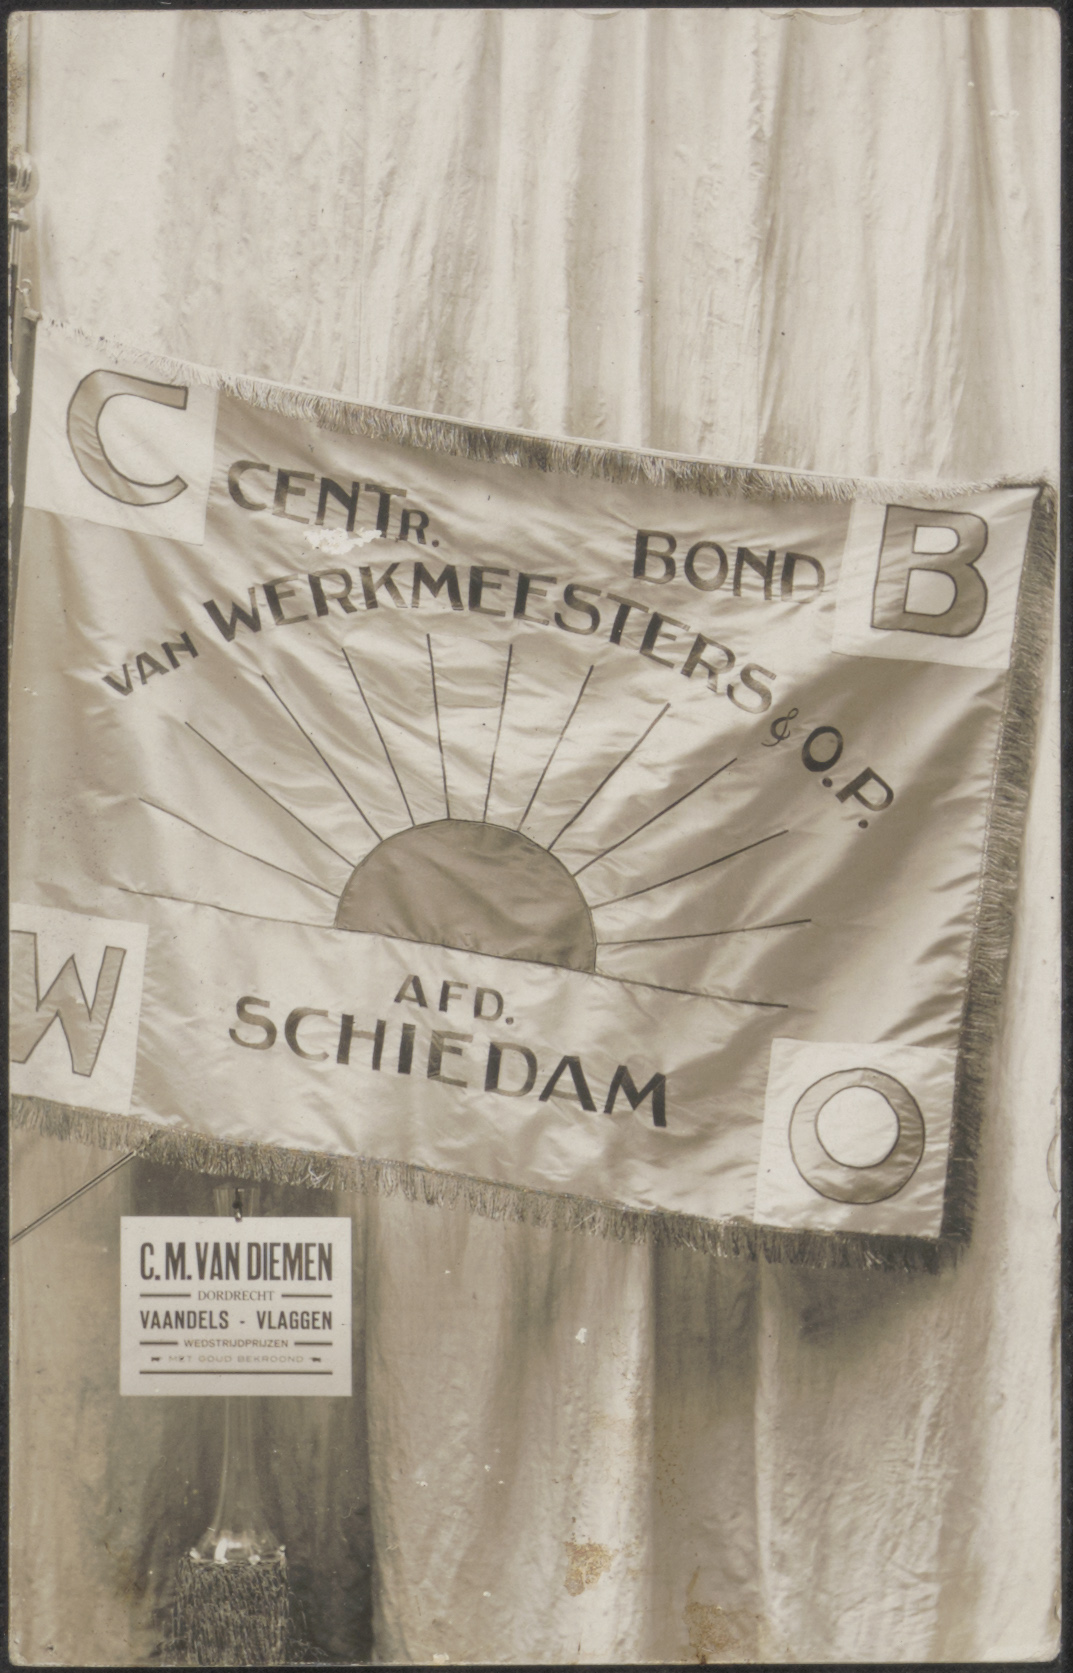 C
B
CENTR. BOND
VAN WERKMEESTERS & O.P.
W
AFD.
SCHIEDAM
O
C. M. VAN DIEMEN
DORDRECHT
VAANDELS - VLAGGEN
WEDSTRIJDPRIJZEN
MET GOUD BEKROOND